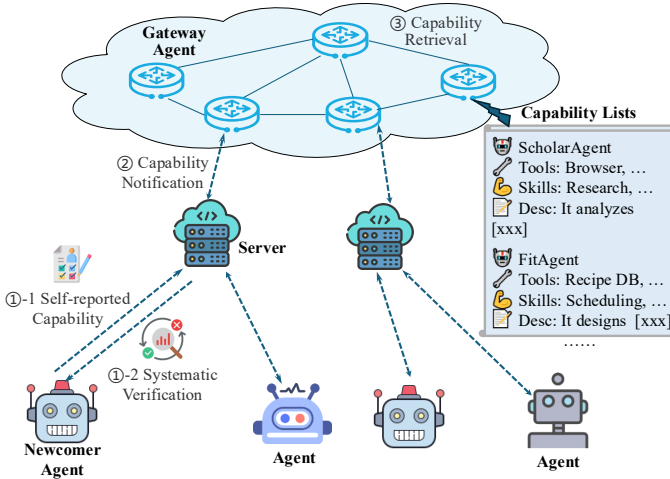 Gateway
Agent
③ Capability
Retrieval
Capability Lists
ScholarAgent
Tools: Browser, …
Skills: Research, …
Desc: It analyzes
[xxx]
FitAgent
Tools: Recipe DB, …
Skills: Scheduling, …
Desc: It designs [xxx]
……
② Capability
Notification
Server
①-1 Self-reported
Capability
①-2 Systematic
Verification
Newcomer
Agent
Agent
Agent